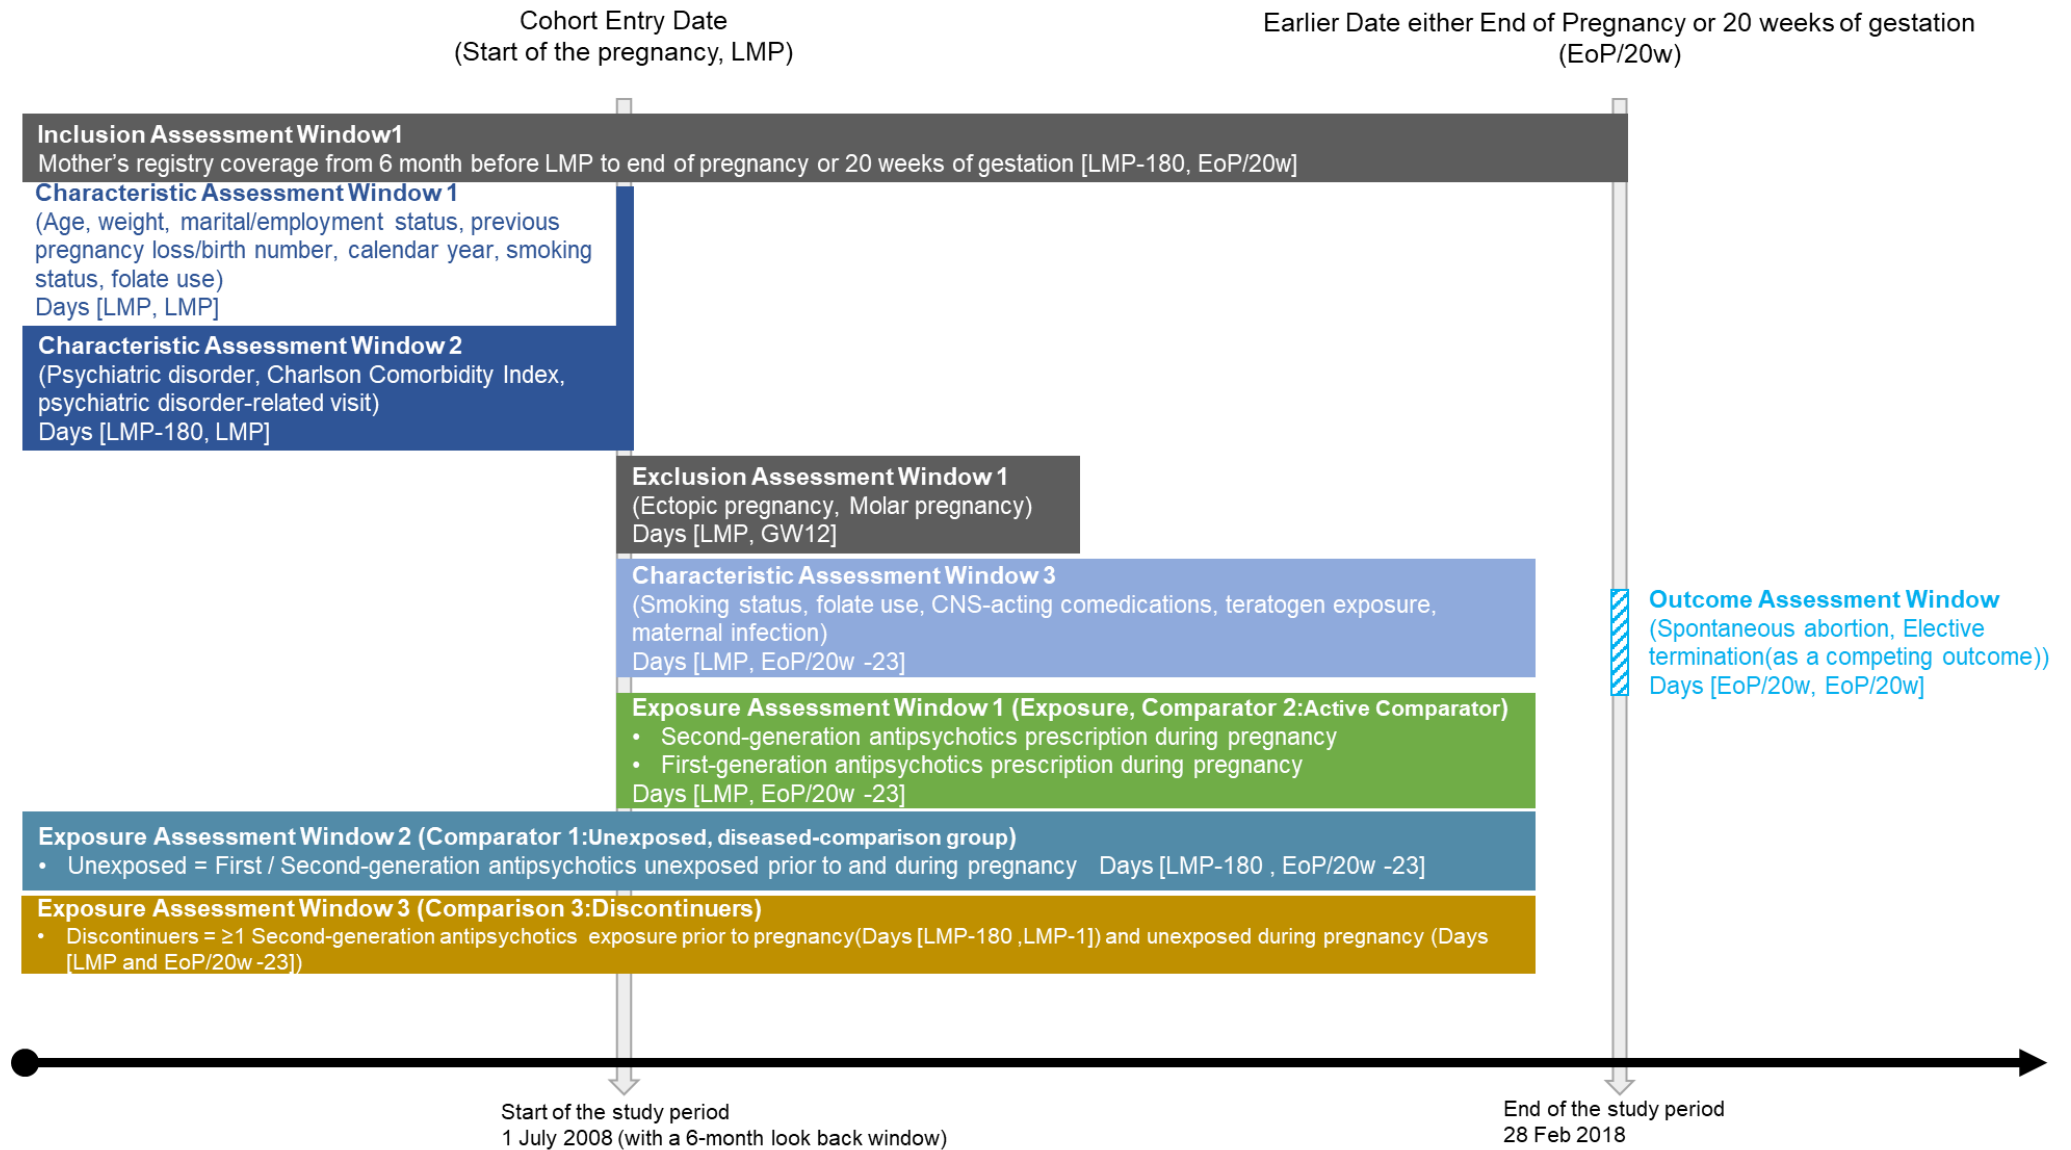 Cohort Entry Date
(Start of the pregnancy, LMP)
Earlier Date either End of Pregnancy or 20 weeks of gestation
(EoP/20w)
Inclusion Assessment Window1
Mother's registry coverage from 6 month before LMP to end of pregnancy or 20 weeks of gestation [LMP-180, EoP/20w]
Characteristic Assessment Window 1
(Age, weight, marital/employment status, previous
pregnancy loss/birth number, calendar year, smoking
status, folate use)
Days [LMP, LMP]
Characteristic Assessment Window 2
(Psychiatric disorder, Charlson Comorbidity Index,
psychiatric disorder-related visit)
Days [LMP-180, LMP]
Exclusion Assessment Window 1
(Ectopic pregnancy, Molar pregnancy)
Days [LMP, GW12]
Characteristic Assessment Window 3
(Smoking status, folate use, CNS-acting comedications, teratogen exposure,
maternal infection)
Days [LMP, EoP/20w -23]
Outcome Assessment Window
(Spontaneous abortion, Elective
termination(as a competing outcome))
Days [EoP/20w, EoP/20w]
Exposure Assessment Window 1 (Exposure, Comparator 2:Active Comparator)
• Second-generation antipsychotics prescription during pregnancy
• First-generation antipsychotics prescription during pregnancy
Days [LMP, EoP/20w -23]
Exposure Assessment Window 2 (Comparator 1:Unexposed, diseased-comparison group)
• Unexposed = First / Second-generation antipsychotics unexposed prior to and during pregnancy Days [LMP-180 , EoP/20w -23]
Exposure Assessment Window 3 (Comparison 3:Discontinuers)
• Discontinuers = ≥1 Second-generation antipsychotics exposure prior to pregnancy(Days [LMP-180 ,LMP-1]) and unexposed during pregnancy (Days
[LMP and EoP/20w -23])
Start of the study period
1 July 2008 (with a 6-month look back window)
End of the study period
28 Feb 2018